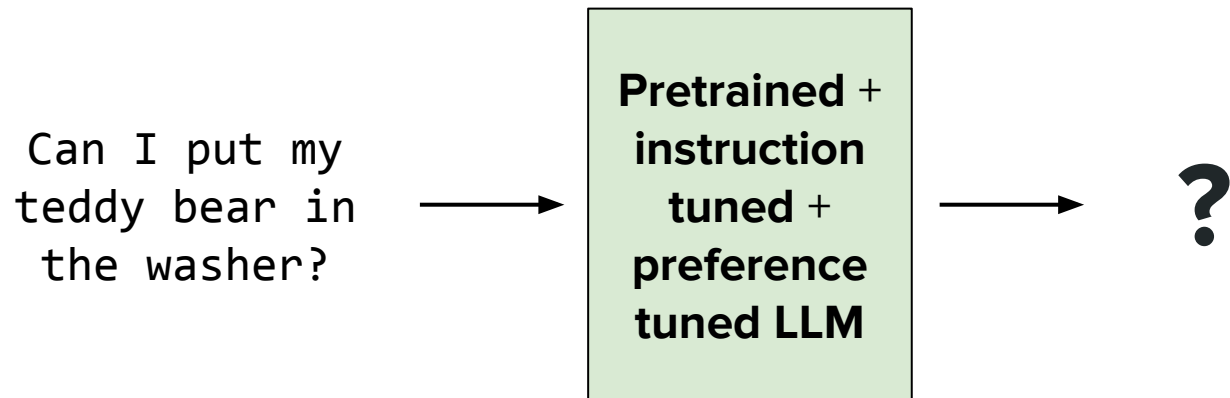 Can I put my
teddy bear in
the washer?
Pretrained +
instruction
tuned +
preference
tuned LLM
?